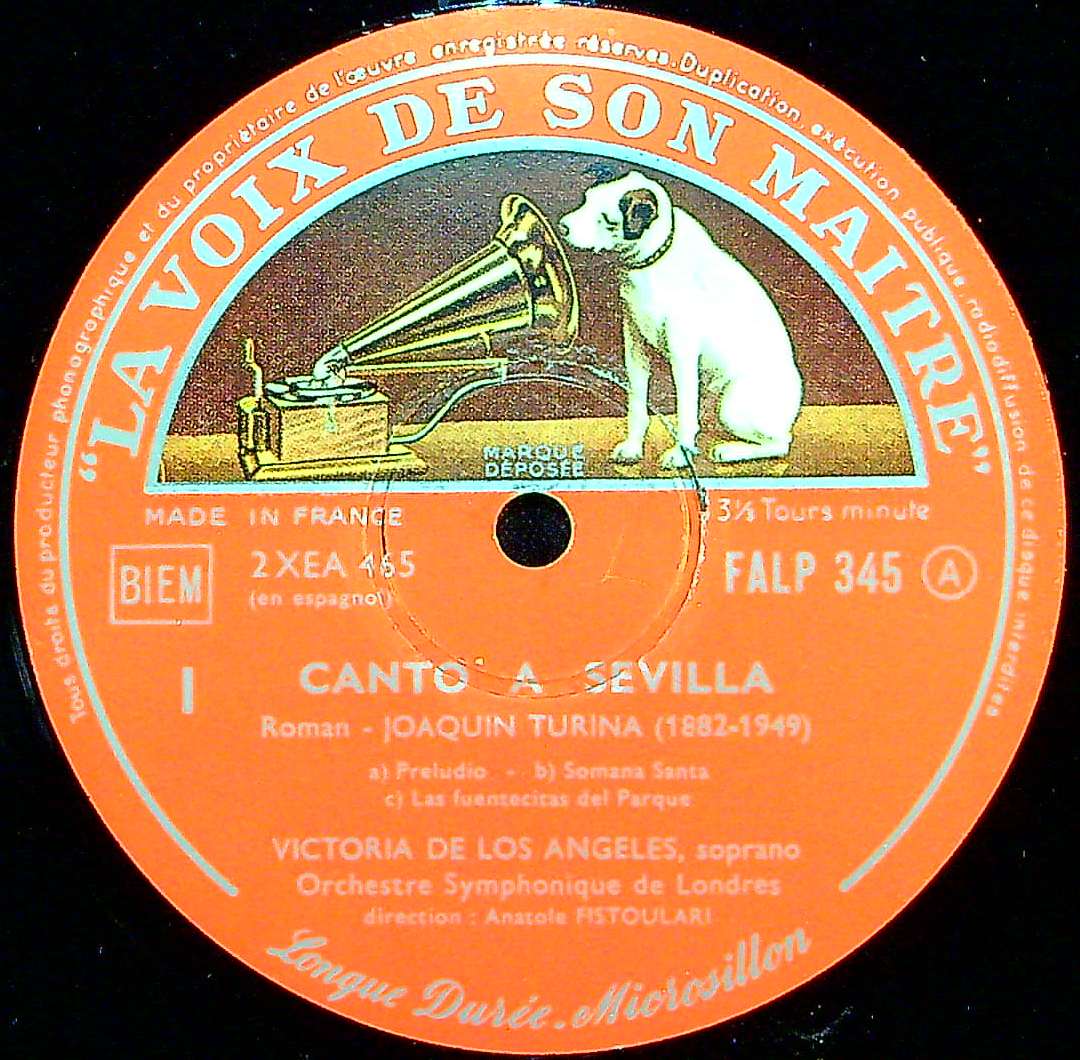 Tous droits du producteur phonographique et du propriétaire de l'œuvre enregistrée réservés. Duplication, exécution publique, radiodiffusion de ce disque interdites
“LA VOIX DE SON MAITRE”
MARQUE
DÉPOSÉE
MADE IN FRANCE
3⅓ Tours minute
BIEM
2XEA 465
(en espagnol)
FALP 345 A
I
CANTO A SEVILLA
Roman - JOAQUIN TURINA (1882-1949)
a) Preludio - b) Somana Santa
c) Las fuentecitas del Parque
VICTORIA DE LOS ANGELES, soprano
Orchestre Symphonique de Londres
direction : Anatole FISTOULARI
Longue Durée. Microsillon